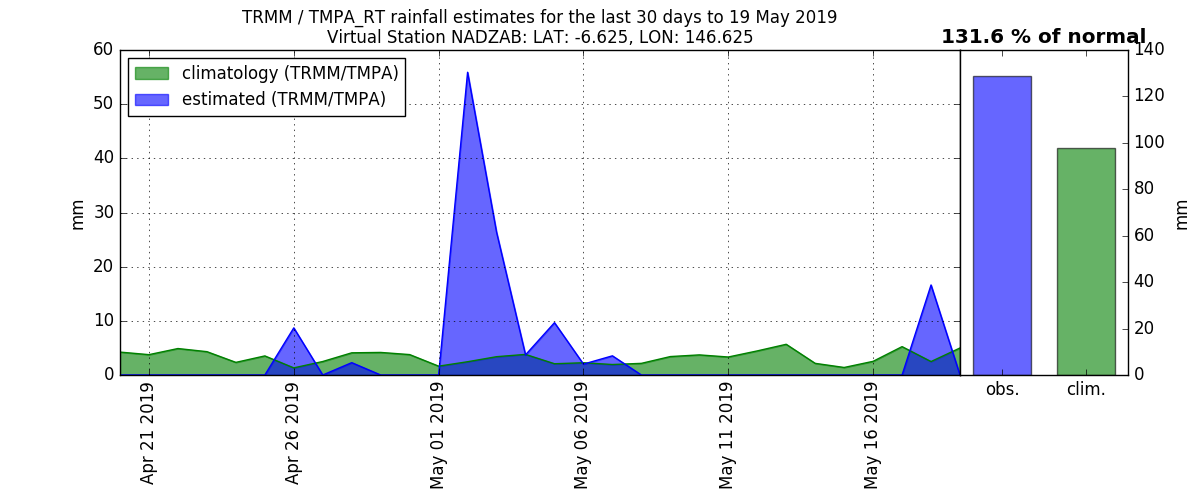 TRMM / TMPA_RT rainfall estimates for the last 30 days to 19 May 2019
Virtual Station NADZAB: LAT: -6.625, LON: 146.625
131.6 % of normal
climatology (TRMM/TMPA)
estimated (TRMM/TMPA)
mm
60
50
40
30
20
10
0
Apr 21 2019
Apr 26 2019
May 01 2019
May 06 2019
May 11 2019
May 16 2019
obs.
clim.
140
120
100
80
60
40
20
0
mm